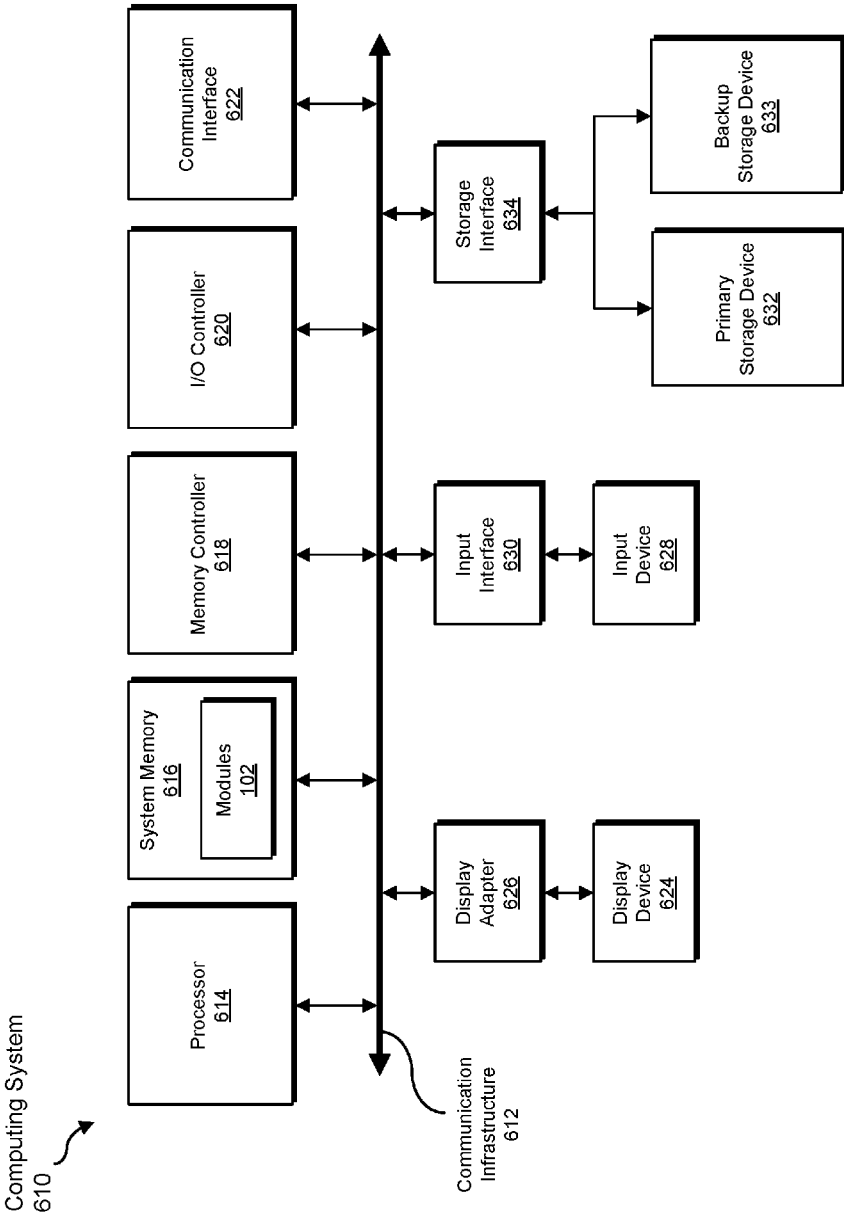 Computing System
610
Processor
614
System Memory
616
Modules
102
Memory Controller
618
I/O Controller
620
Communication
Interface
622
Communication
Infrastructure
612
Display
Adapter
626
Input
Interface
630
Storage
Interface
634
Display
Device
624
Input
Device
628
Primary
Storage Device
632
Backup
Storage Device
633